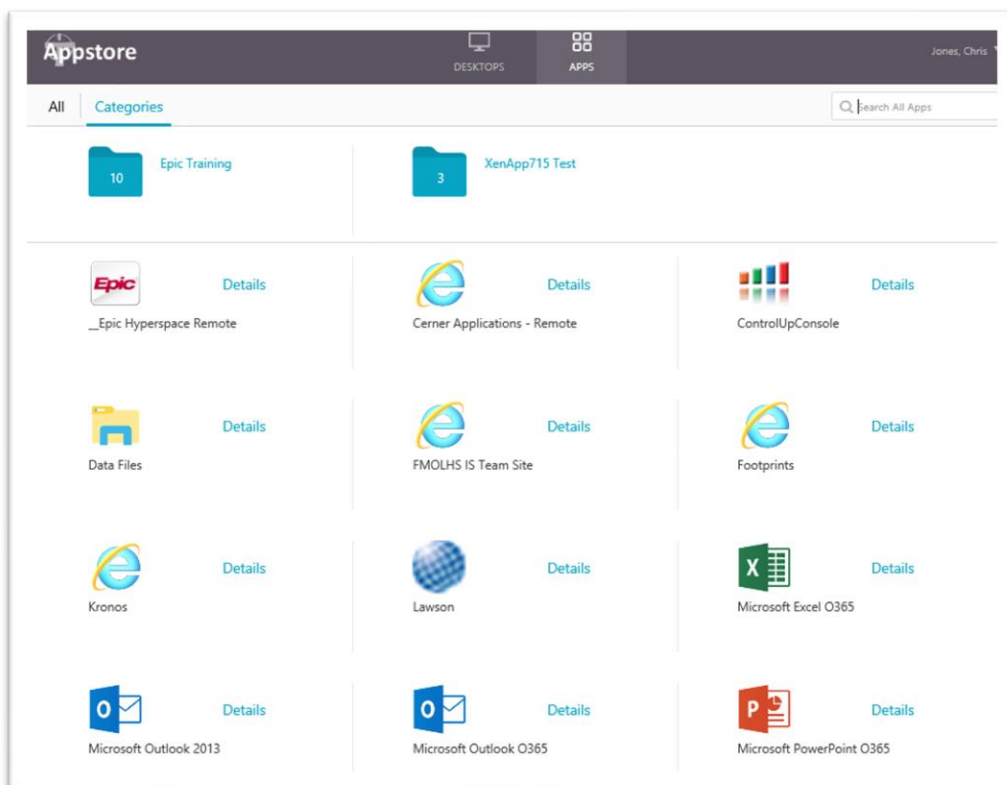 Appstore
DESKTOPS
APPS
Jones, Chris
All
Categories
Search All Apps
10
Epic Training
3
XenApp715 Test
Epic
Details
Details
Details
__Epic Hyperspace Remote
Cerner Applications - Remote
ControlUpConsole
Details
Details
Details
Data Files
FMOLHS IS Team Site
Footprints
Details
Details
X
Details
Kronos
Lawson
Microsoft Excel O365
O
Details
O
Details
P
Details
Microsoft Outlook 2013
Microsoft Outlook O365
Microsoft PowerPoint O365